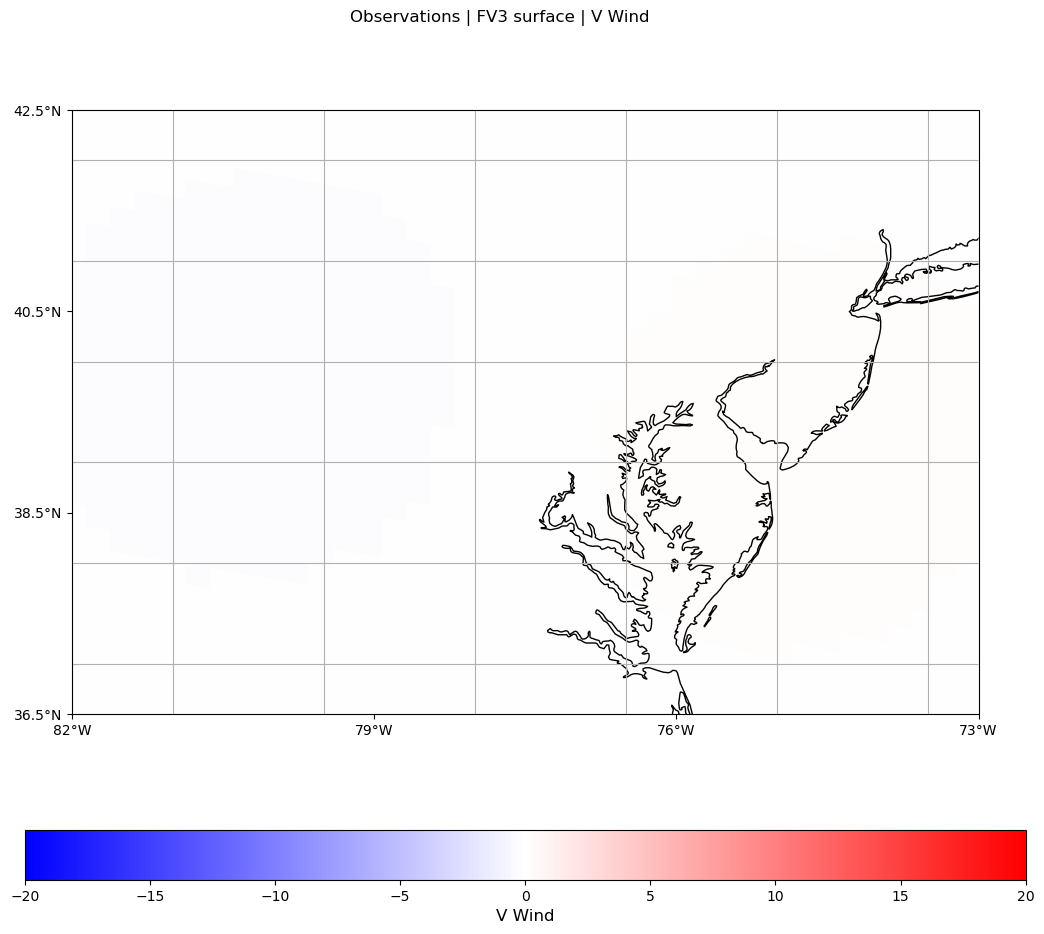 Observations | FV3 surface | V Wind
42.5°N
40.5°N
38.5°N
36.5°N
82°W 79°W 76°W 73°W
−20 −15 −10 −5 0 5 10 15 20
V Wind